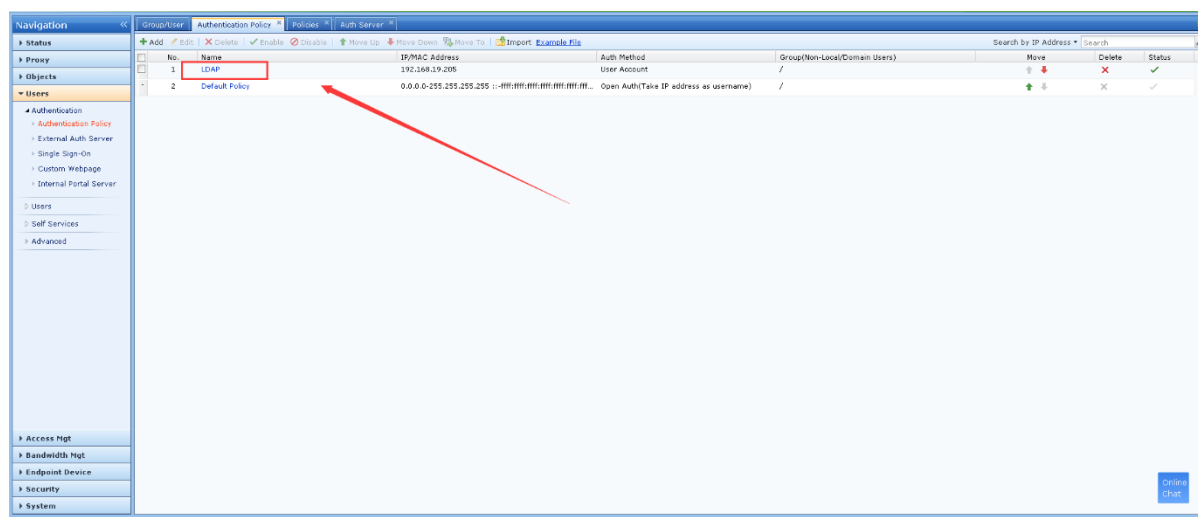 Navigation «
Group/User Authentication Policy × Policies × Auth Server ×
Status
Add Edit Delete Enable Disable Move Up Move Down Move To Import Example File Search by IP Address Search
Proxy
No. Name IP/MAC Address Auth Method Group(Non-Local/Domain Users) Move Delete Status
1 LDAP 192.168.19.205 User Account /
Objects
2 Default Policy 0.0.0.0-255.255.255.255 ::-ffff:ffff:ffff:ffff:ffff:ffff:fff... Open Auth(Take IP address as username) /
Users
Authentication
Authentication Policy
External Auth Server
Single Sign-On
Custom Webpage
Internal Portal Server
Users
Self Services
Advanced
Access Mgt
Bandwidth Mgt
Endpoint Device
Security
System
Online
Chat